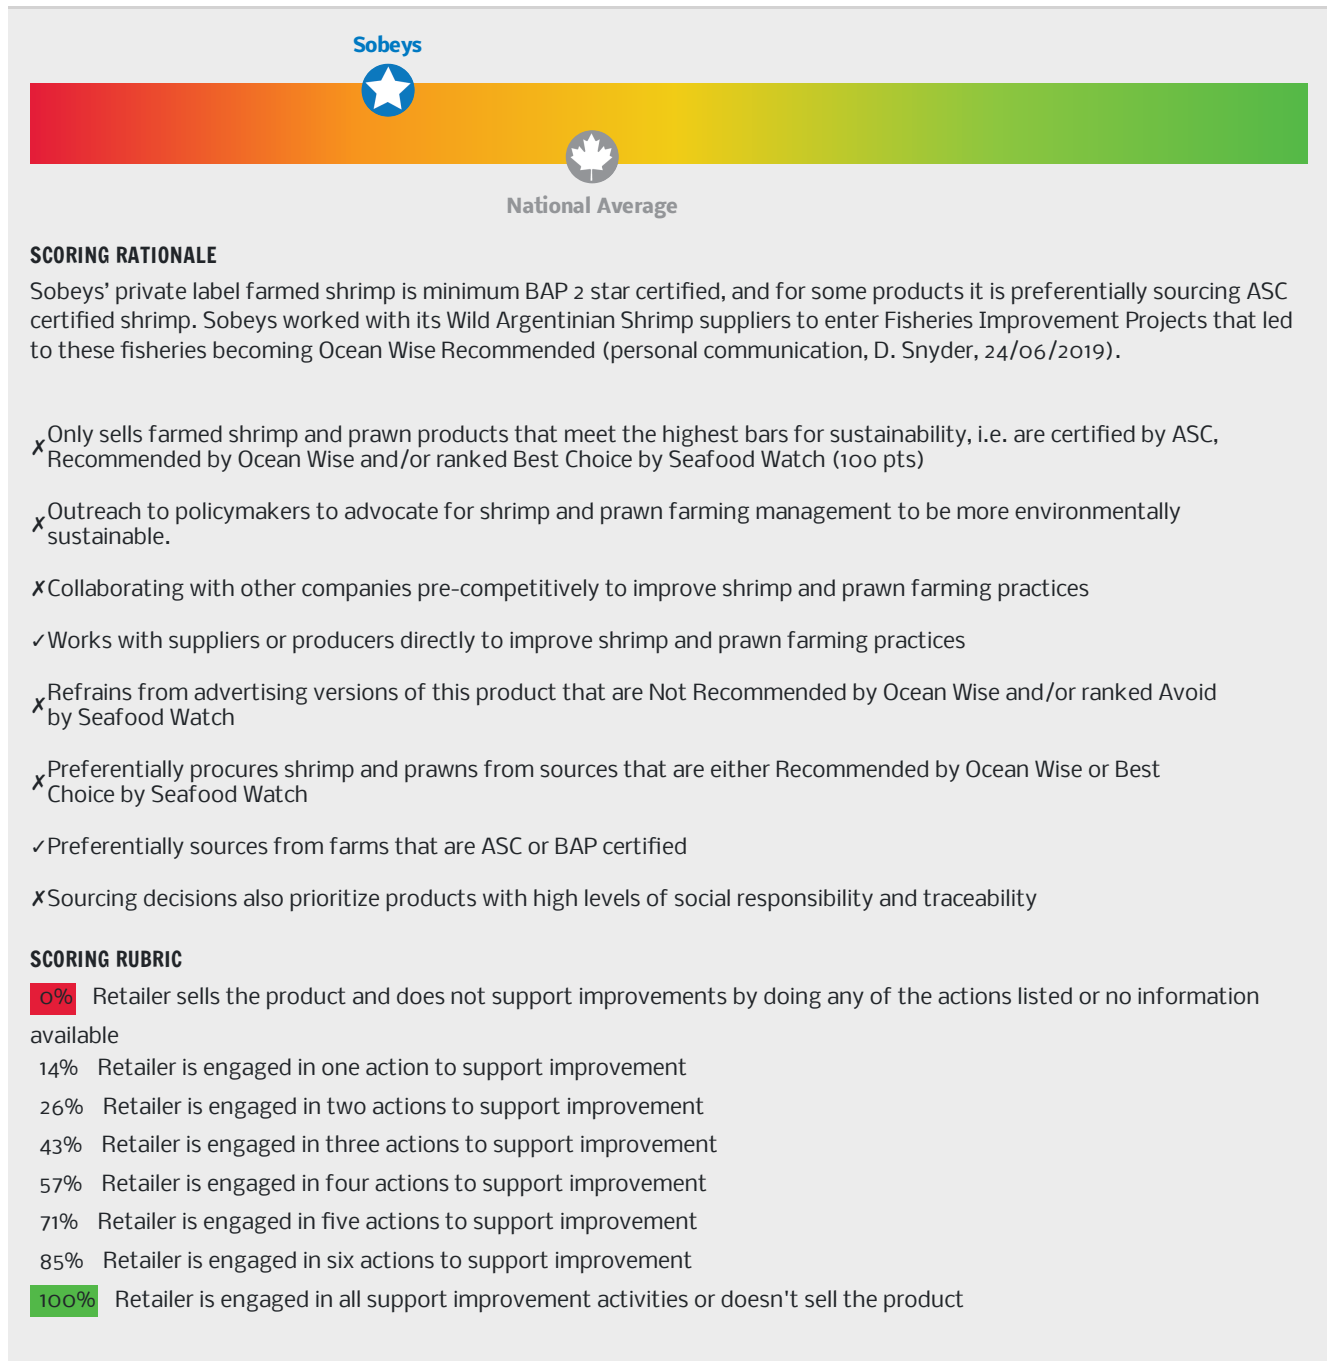 Sobeys
National Average
SCORING RATIONALE
Sobeys’ private label farmed shrimp is minimum BAP 2 star certified, and for some products it is preferentially sourcing ASC
certified shrimp. Sobeys worked with its Wild Argentinian Shrimp suppliers to enter Fisheries Improvement Projects that led
to these fisheries becoming Ocean Wise Recommended (personal communication, D. Snyder, 24/06/2019).
✗Only sells farmed shrimp and prawn products that meet the highest bars for sustainability, i.e. are certified by ASC,
Recommended by Ocean Wise and/or ranked Best Choice by Seafood Watch (100 pts)
✗Outreach to policymakers to advocate for shrimp and prawn farming management to be more environmentally
sustainable.
✗Collaborating with other companies pre-competitively to improve shrimp and prawn farming practices
✓Works with suppliers or producers directly to improve shrimp and prawn farming practices
✗Refrains from advertising versions of this product that are Not Recommended by Ocean Wise and/or ranked Avoid
by Seafood Watch
✗Preferentially procures shrimp and prawns from sources that are either Recommended by Ocean Wise or Best
Choice by Seafood Watch
✓Preferentially sources from farms that are ASC or BAP certified
✗Sourcing decisions also prioritize products with high levels of social responsibility and traceability
SCORING RUBRIC
0% Retailer sells the product and does not support improvements by doing any of the actions listed or no information
available
14% Retailer is engaged in one action to support improvement
26% Retailer is engaged in two actions to support improvement
43% Retailer is engaged in three actions to support improvement
57% Retailer is engaged in four actions to support improvement
71% Retailer is engaged in five actions to support improvement
85% Retailer is engaged in six actions to support improvement
100% Retailer is engaged in all support improvement activities or doesn't sell the product